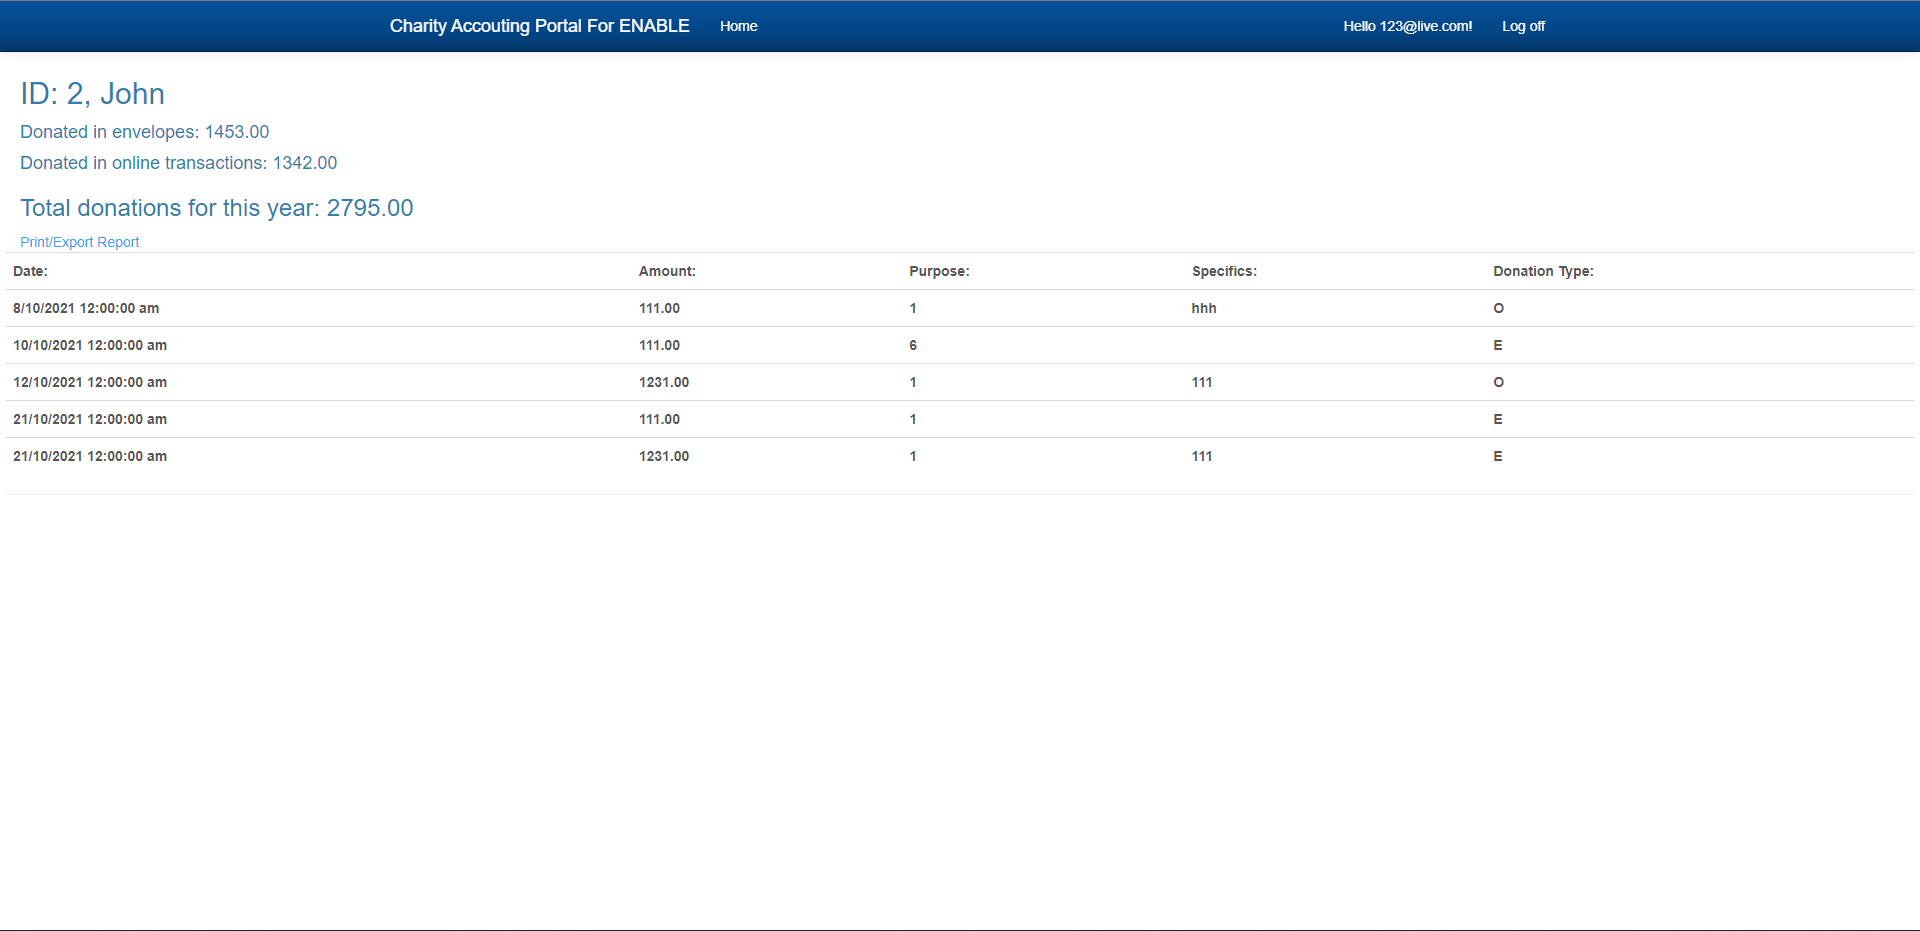 Charity Accouting Portal For ENABLE Home Hello 123@live.com! Log off
ID: 2, John
Donated in envelopes: 1453.00
Donated in online transactions: 1342.00
Total donations for this year: 2795.00
Print/Export Report
Date: Amount: Purpose: Specifics: Donation Type:
8/10/2021 12:00:00 am 111.00 1 hhh O
10/10/2021 12:00:00 am 111.00 6 E
12/10/2021 12:00:00 am 1231.00 1 111 O
21/10/2021 12:00:00 am 111.00 1 E
21/10/2021 12:00:00 am 1231.00 1 111 E